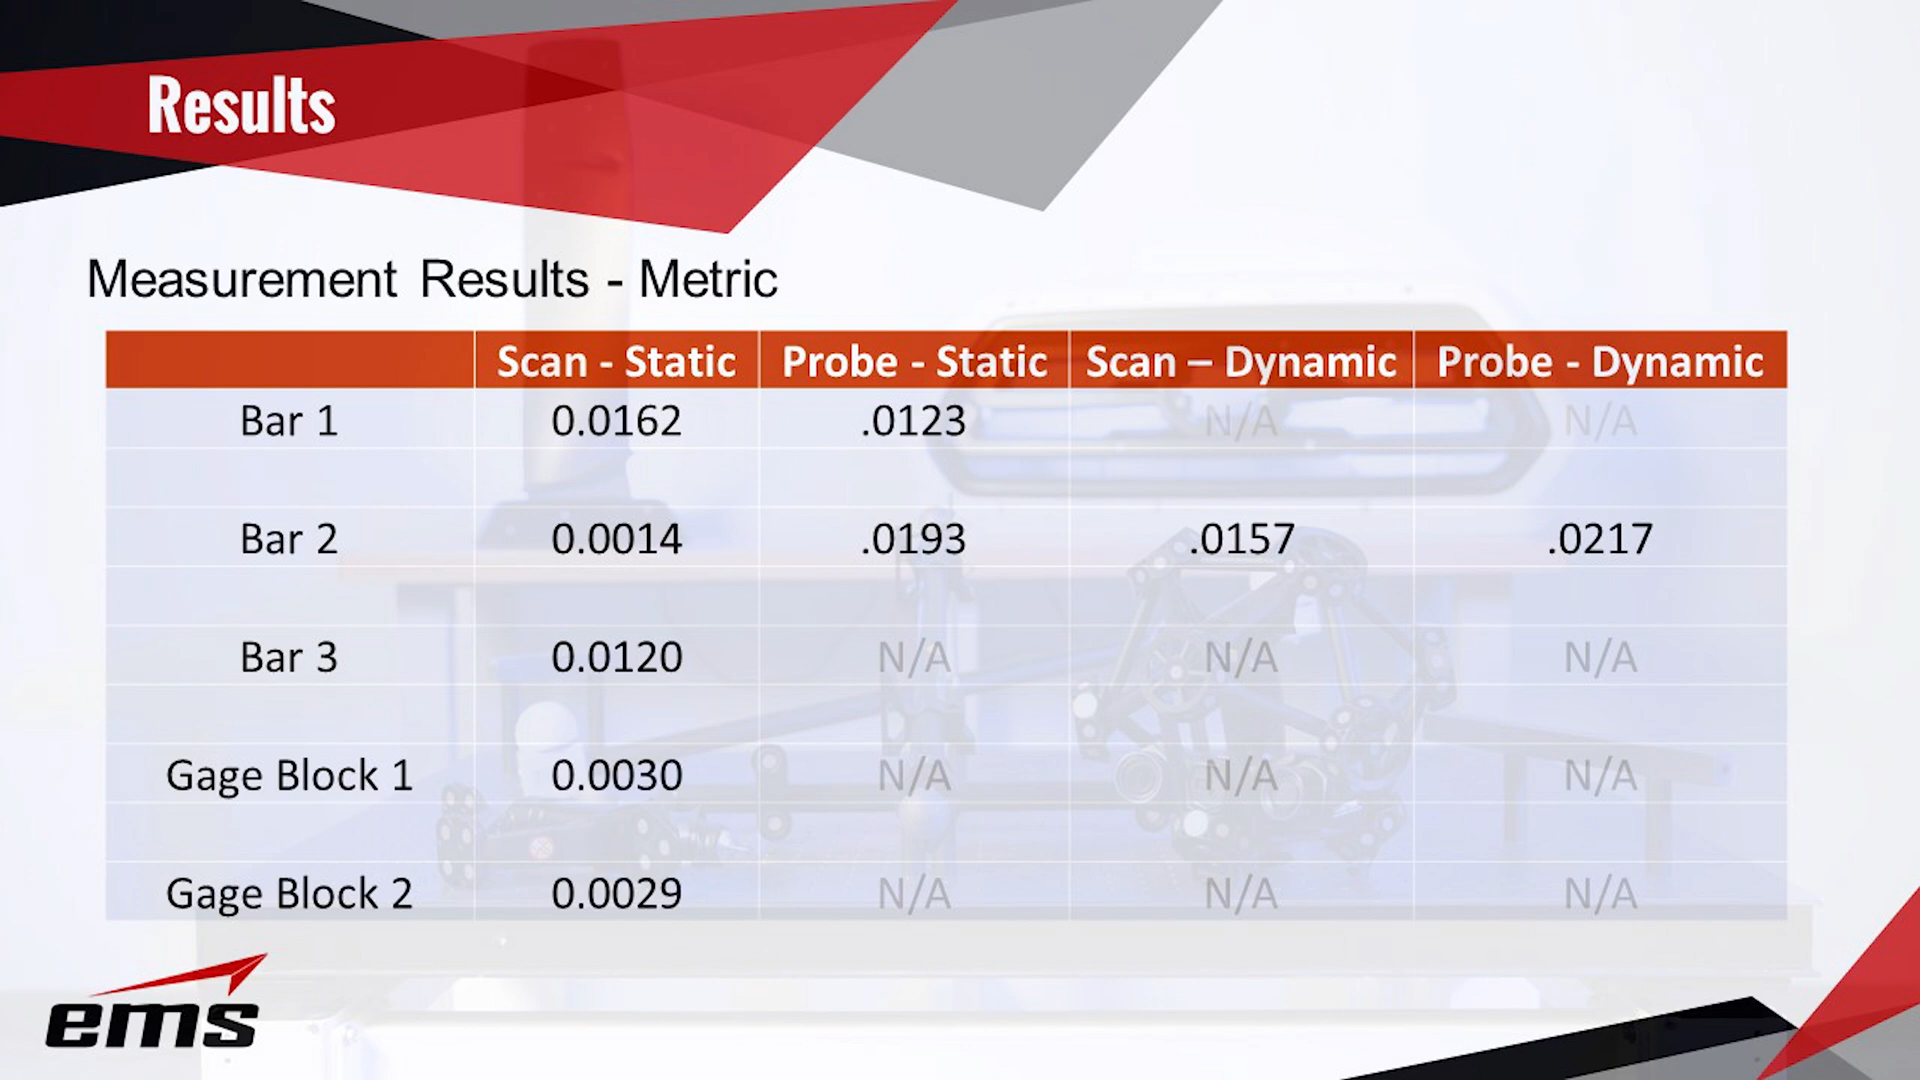 Results
Measurement Results - Metric
Scan - Static Probe - Static Scan – Dynamic Probe - Dynamic
Bar 1 0.0162 .0123 N/A N/A
Bar 2 0.0014 .0193 .0157 .0217
Bar 3 0.0120 N/A N/A N/A
Gage Block 1 0.0030 N/A N/A N/A
Gage Block 2 0.0029 N/A N/A N/A
ems